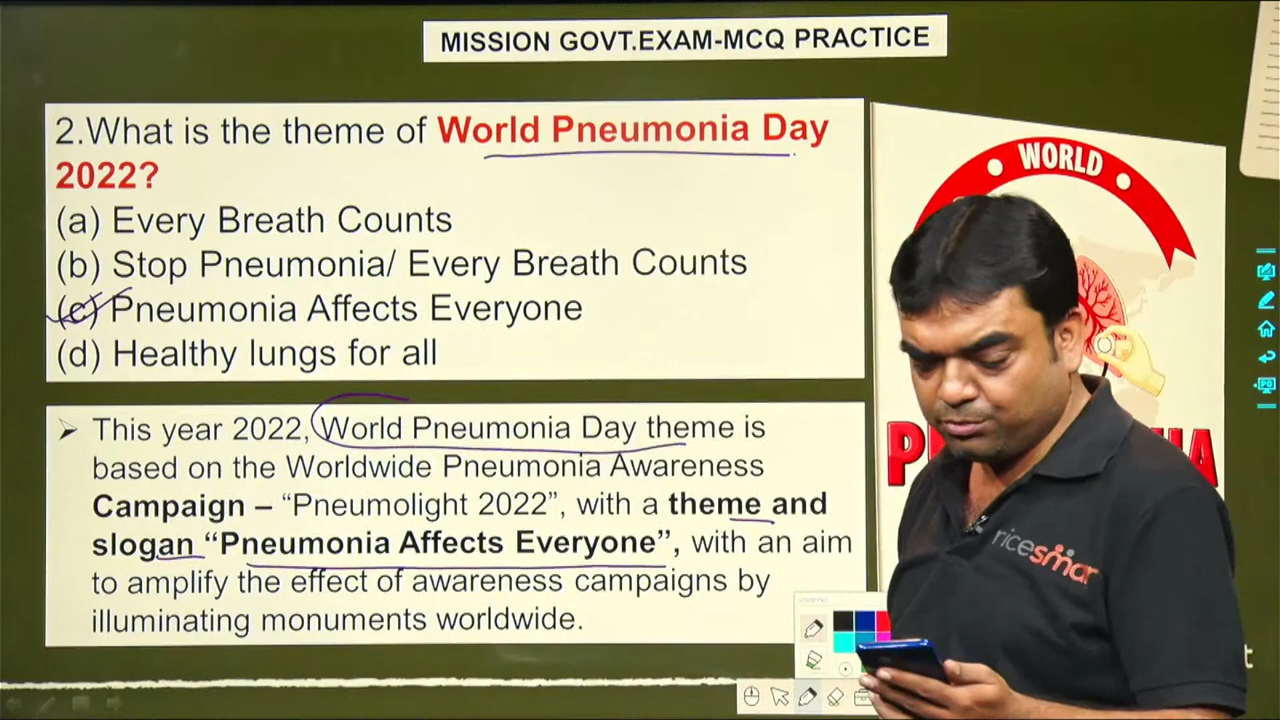 MISSION GOVT.EXAM-MCQ PRACTICE
2.What is the theme of World Pneumonia Day
2022?
(a) Every Breath Counts
(b) Stop Pneumonia/ Every Breath Counts
(c) Pneumonia Affects Everyone
(d) Healthy lungs for all
➢ This year 2022, World Pneumonia Day theme is
based on the Worldwide Pneumonia Awareness
Campaign – “Pneumolight 2022”, with a theme and
slogan “Pneumonia Affects Everyone”, with an aim
to amplify the effect of awareness campaigns by
illuminating monuments worldwide.
WORLD
ricesmar